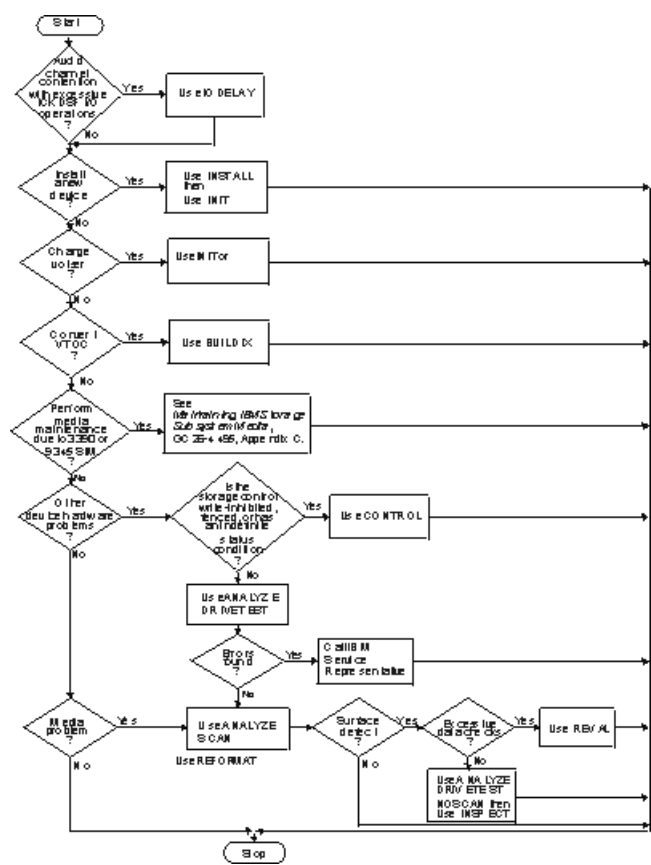 Start
Avoid
channel
contention
with excessive
ICKDSF I/O
operations
?
Yes
Use IODELAY
No
Install
a new
device
?
Yes
Use INSTALL
then
Use INIT
No
Change
volser
?
Yes
Use INIT or
No
Convert
VTOC
?
Yes
Use BUILDIX
No
Perform
media
maintenance
due to 3390 or
9345 SIM
?
Yes
See
Maintaining IBM Storage
Subsystem Media,
GC26-4495, Appendix C.
No
Other
device hardware
problems?
Yes
Is the
storage control
write-inhibited,
fenced, or has
an indefinite
status
condition
?
Yes
Use CONTROL
No
No
Use ANALYZE
DRIVETEST
Errors
found
?
Yes
Call IBM
Service
Representative
No
Media
problem
?
Yes
Use ANALYZE
SCAN
Use REFORMAT
Surface
defect
?
Yes
Excessive
data checks
?
Yes
Use REVAL
No
No
No
Use ANALYZE
DRIVETEST
NOSCAN then
Use INSPECT
Stop